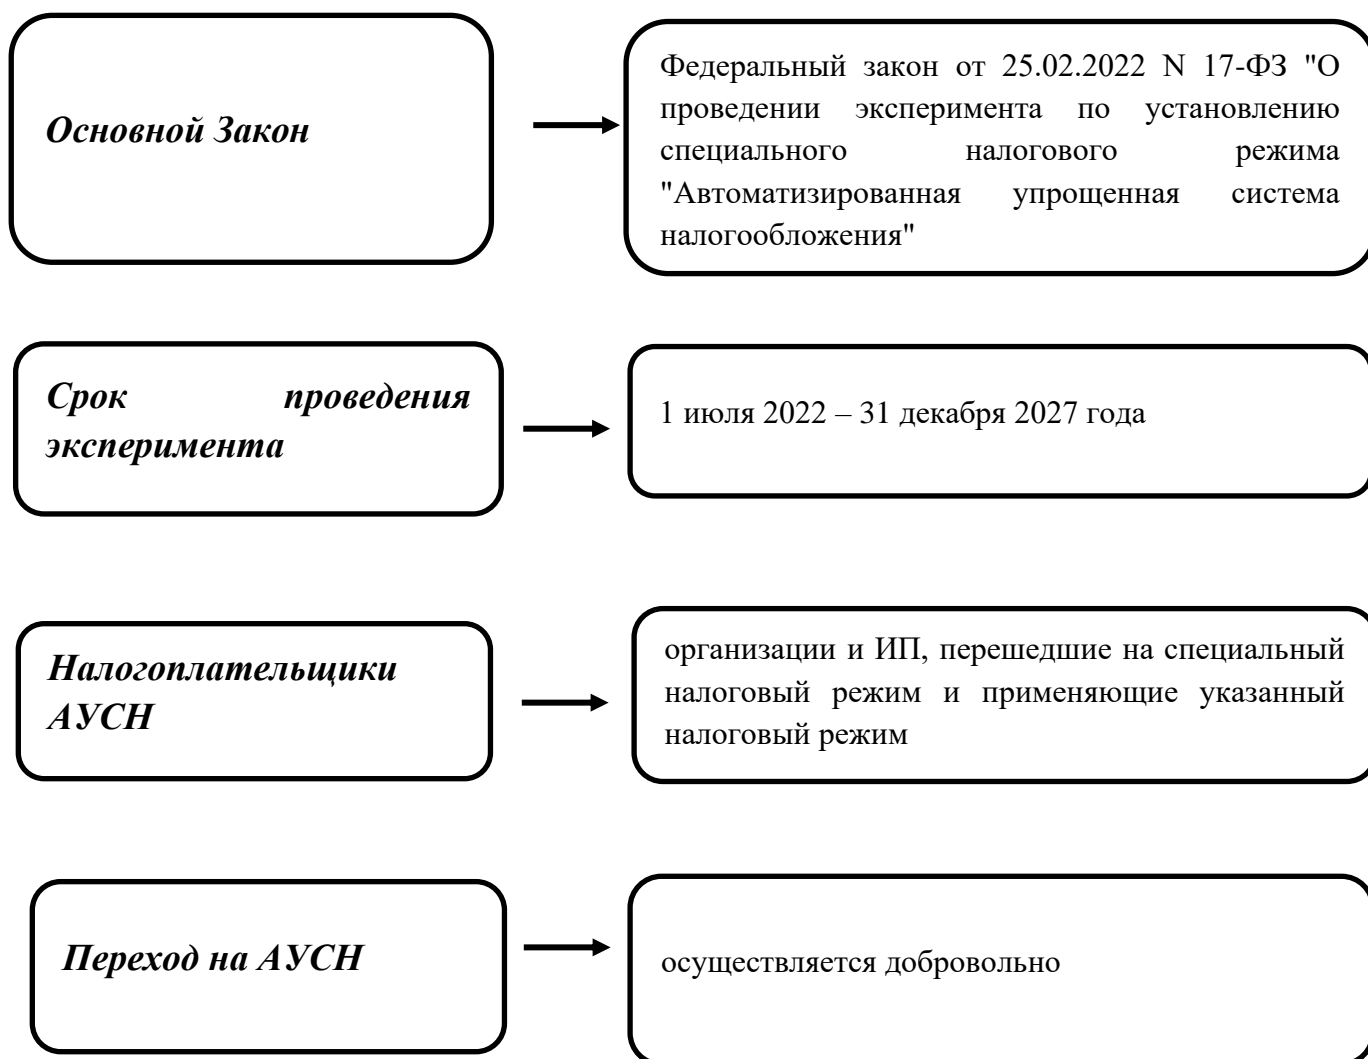 Основной Закон
Федеральный закон от 25.02.2022 N 17-ФЗ "О
проведении эксперимента по установлению
специального налогового режима
"Автоматизированная упрощенная система
налогообложения"
Срок проведения
эксперимента
1 июля 2022 – 31 декабря 2027 года
Налогоплательщики
АУСН
организации и ИП, перешедшие на специальный
налоговый режим и применяющие указанный
налоговый режим
Переход на АУСН
осуществляется добровольно